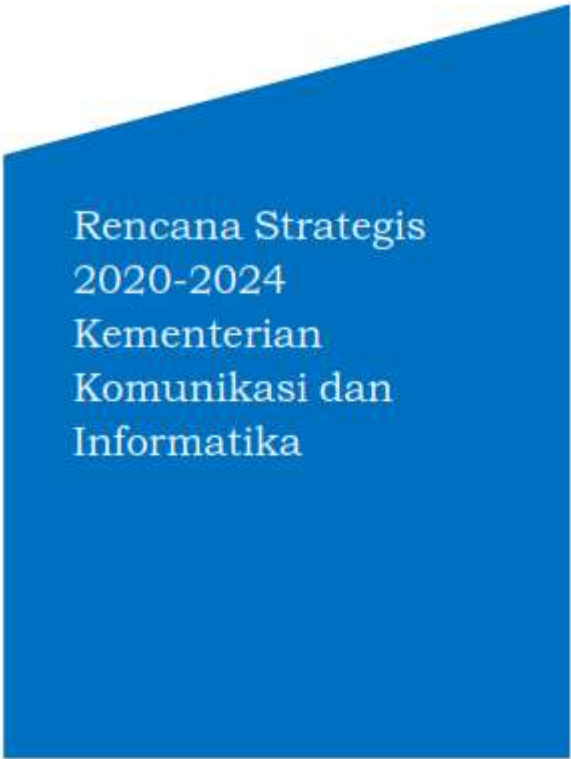 Rencana Strategis
2020-2024
Kementerian
Komunikasi dan
Informatika